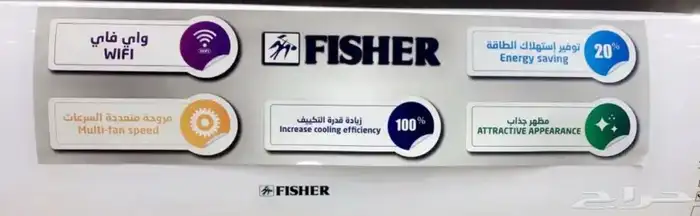 واي فاي
WIFI
WiFi
FISHER
توفير إستهلاك الطاقة
Energy saving
20%
مروحة متعددة السرعات
Multi-fan speed
زيادة قدرة التكييف
Increase cooling efficiency
100%
مظهر جذاب
ATTRACTIVE APPEARANCE
FISHER
حراج